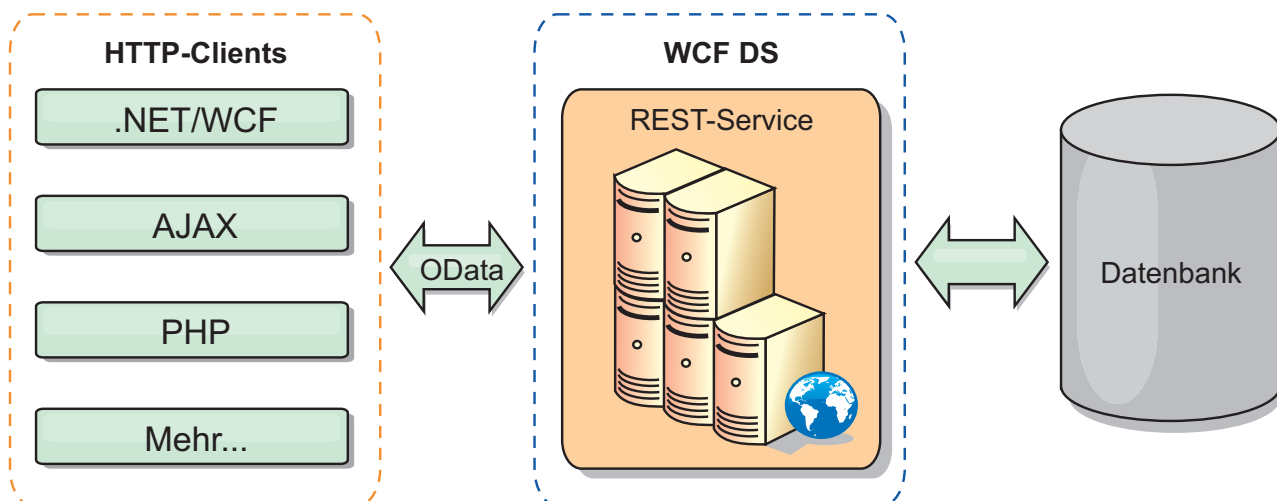 HTTP-Clients
.NET/WCF
AJAX
PHP
Mehr...
OData
WCF DS
REST-Service
Datenbank